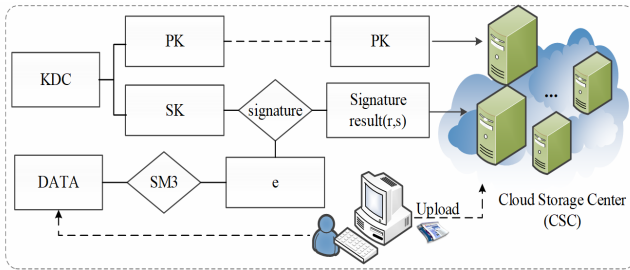 PK
PK
KDC
SK
signature
Signature
result(r,s)
...
DATA
SM3
e
Upload
Cloud Storage Center
(CSC)